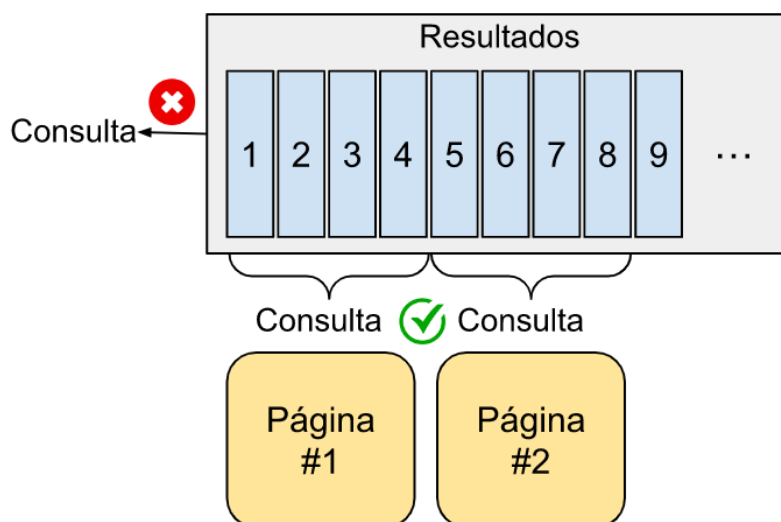 Resultados
Consulta
1 2 3 4 5 6 7 8 9 ...
Consulta Consulta
Página
#1
Página
#2